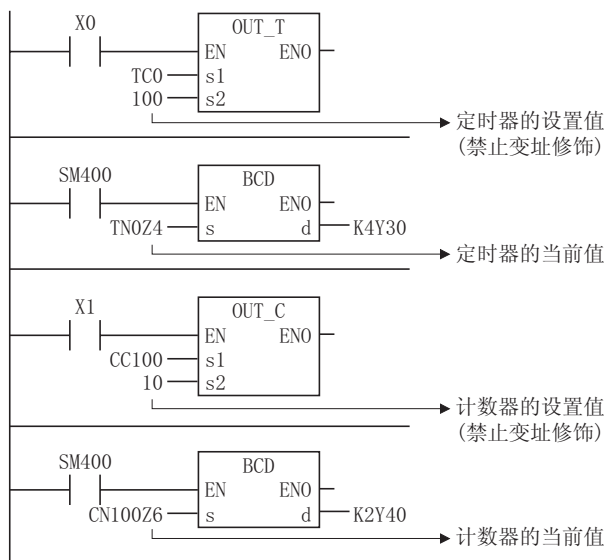 X0
OUT_T
EN ENO
TC0 s1
100 s2
定时器的设置值
(禁止变址修饰)
SM400
BCD
EN ENO
TN0Z4 s d K4Y30
定时器的当前值
X1
OUT_C
EN ENO
CC100 s1
10 s2
计数器的设置值
(禁止变址修饰)
SM400
BCD
EN ENO
CN100Z6 s d K2Y40
计数器的当前值